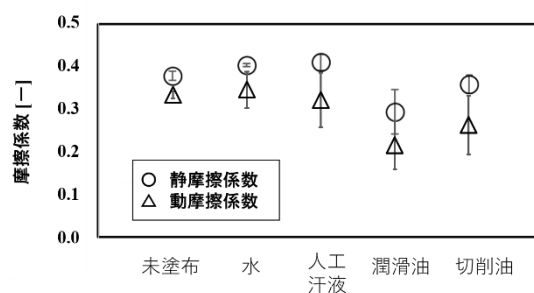 0.5
0.4
0.3
0.2
0.1
0.0
摩擦係数 [ー]
静摩擦係数
動摩擦係数
未塗布
水
人工
汗液
潤滑油
切削油